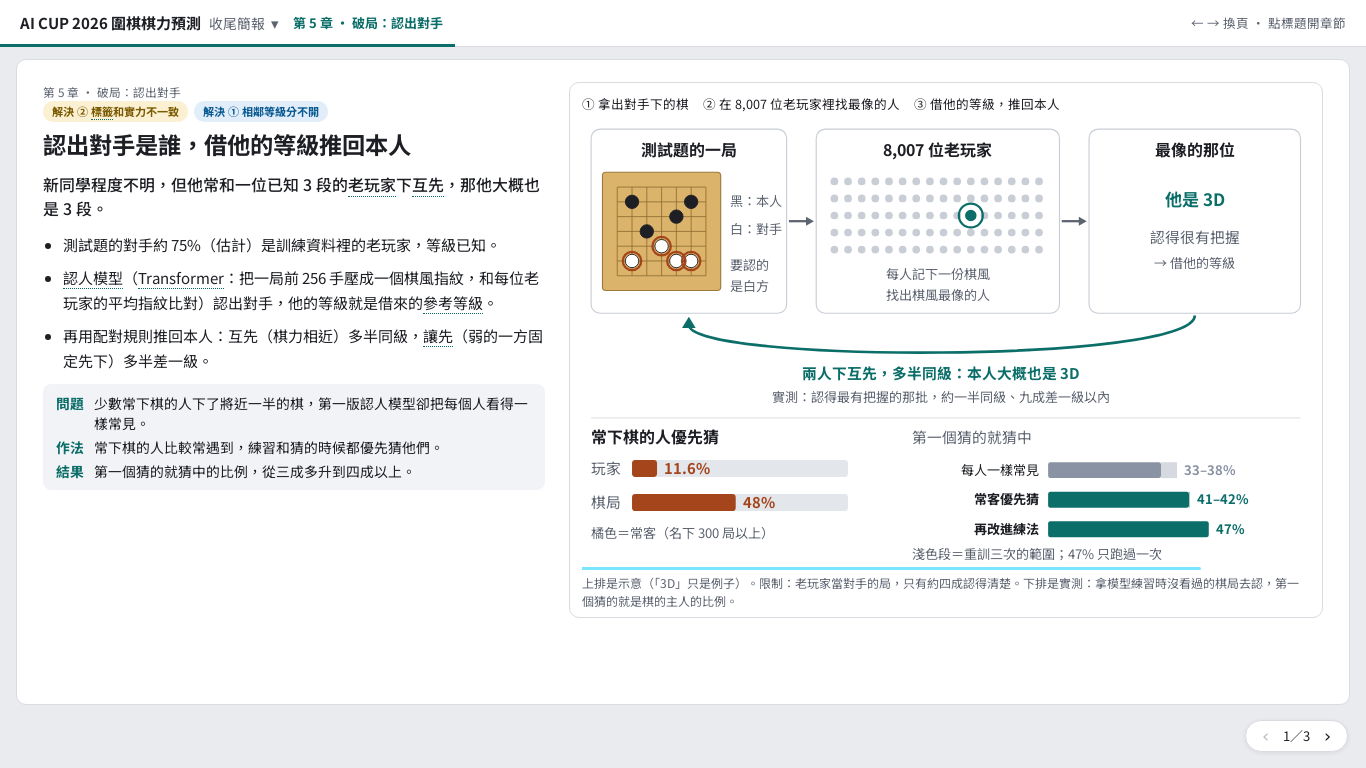 AI CUP 2026 圍棋棋力預測 收尾簡報 ▼ 第 5 章 · 破局：認出對手
← → 換頁 · 點標題開章節
第 5 章 · 破局：認出對手
解決 ② 標籤和實力不一致 解決 ① 相鄰等級分不開
認出對手是誰，借他的等級推回本人
新同學程度不明，但他常和一位已知 3 段的老玩家下互先，那他大概也
是 3 段。
測試題的對手約 75%（估計）是訓練資料裡的老玩家，等級已知。
認人模型（Transformer：把一局前 256 手壓成一個棋風指紋，和每位老
玩家的平均指紋比對）認出對手，他的等級就是借來的參考等級。
再用配對規則推回本人：互先（棋力相近）多半同級，讓先（弱的一方固
定先下）多半差一級。
問題 少數常下棋的人下了將近一半的棋，第一版認人模型卻把每個人看得一
樣常見。
作法 常下棋的人比較常遇到，練習和猜的時候都優先猜他們。
結果 第一個猜的就猜中的比例，從三成多升到四成以上。
① 拿出對手下的棋 ② 在 8,007 位老玩家裡找最像的人 ③ 借他的等級，推回本人
測試題的一局
黑：本人
白：對手
要認的
是白方
8,007 位老玩家
每人記下一份棋風
找出棋風最像的人
最像的那位
他是 3D
認得很有把握
→ 借他的等級
兩人下互先，多半同級：本人大概也是 3D
實測：認得最有把握的那批，約一半同級、九成差一級以內
常下棋的人優先猜
玩家 11.6%
棋局 48%
橘色＝常客（名下 300 局以上）
第一個猜的就猜中
每人一樣常見 33–38%
常客優先猜 41–42%
再改進練法 47%
淺色段＝重訓三次的範圍；47% 只跑過一次
上排是示意（「3D」只是例子）。限制：老玩家當對手的局，只有約四成認得清楚。下排是實測：拿模型練習時沒看過的棋局去認，第一
個猜的就是棋的主人的比例。
‹ 1／3 ›